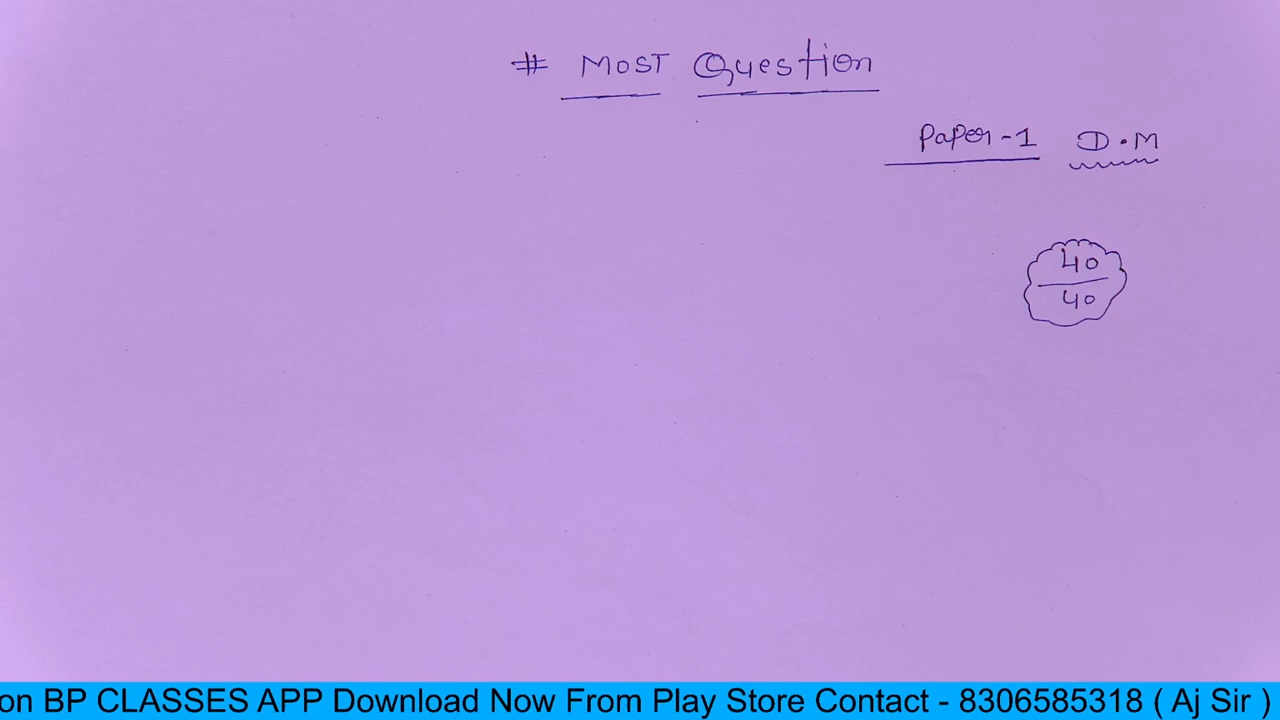 # MOST Question
Paper-1 D.M
40
40
on BP CLASSES APP Download Now From Play Store Contact - 8306585318 ( Aj Sir )